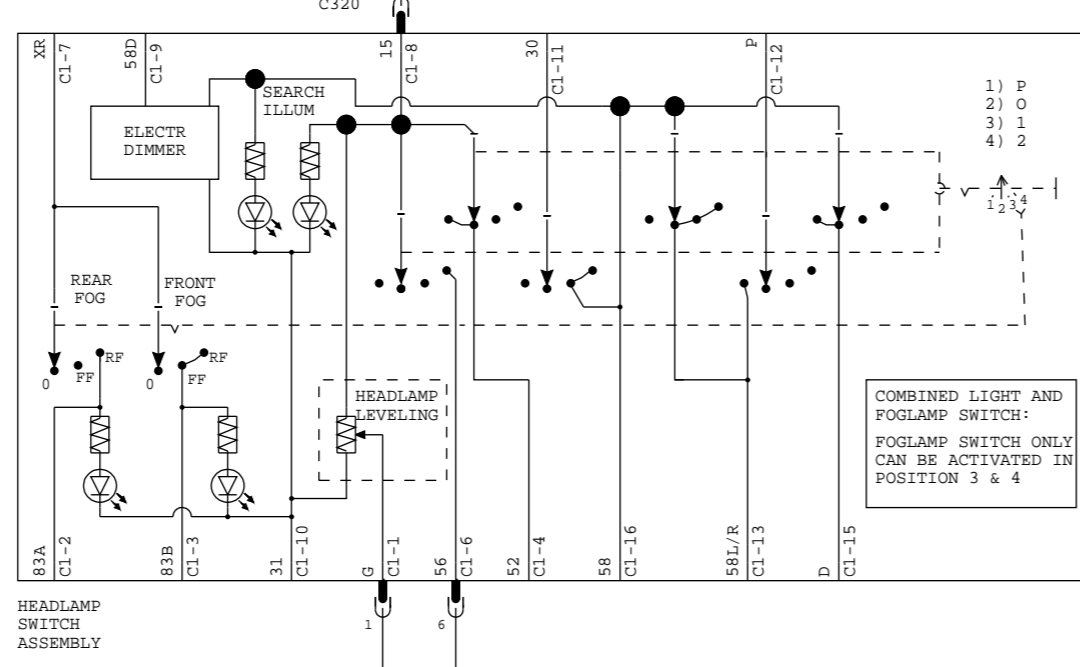 C320
XR
C1-7
58D
C1-9
15
C1-8
30
C1-11
P
C1-12
SEARCH
ILLUM
ELECTR
DIMMER
1) P
2) O
3) 1
4) 2
1 2 3 4
REAR
FOG
FRONT
FOG
0
FF
RF
0
FF
RF
HEADLAMP
LEVELING
COMBINED LIGHT AND
FOGLAMP SWITCH:
FOGLAMP SWITCH ONLY
CAN BE ACTIVATED IN
POSITION 3 & 4
83A
C1-2
83B
C1-3
31
C1-10
G
C1-1
56
C1-6
52
C1-4
58
C1-16
58L/R
C1-13
D
C1-15
HEADLAMP
SWITCH
ASSEMBLY
1
6